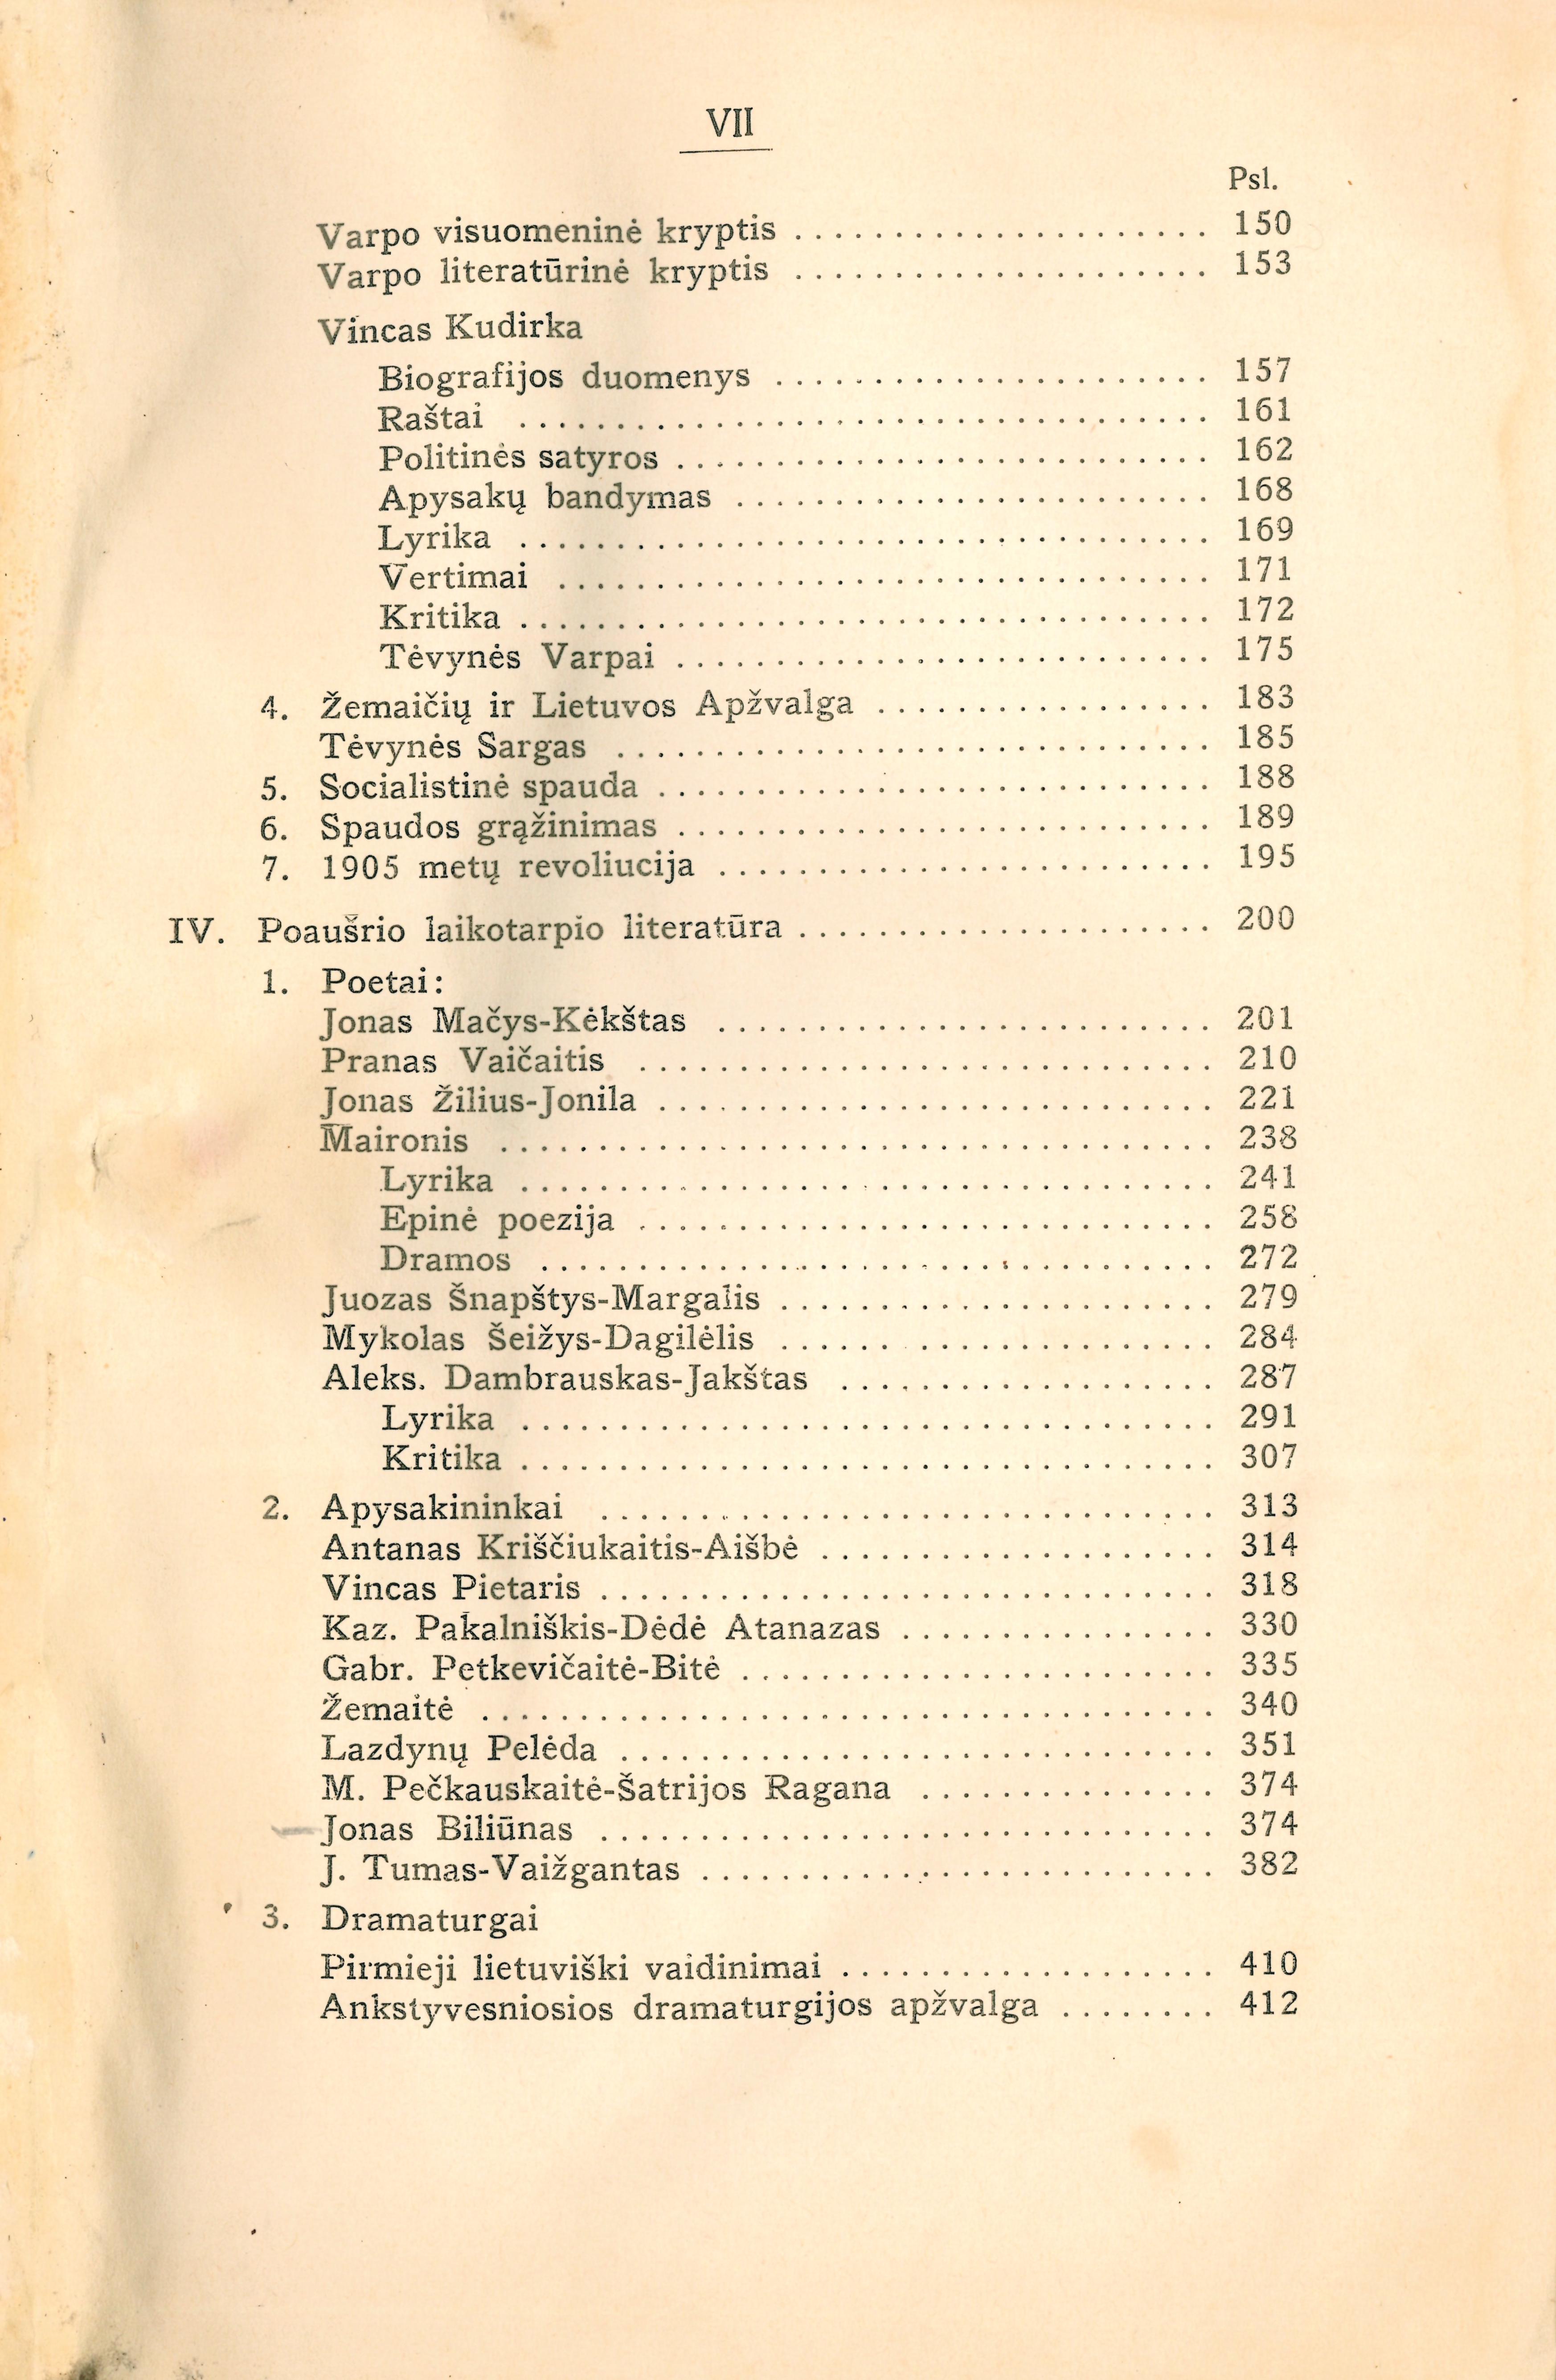 VII
Psl.
Varpo visuomeninė kryptis . . . . . . . . . . . . . . . . . . . . . 150
Varpo literatūrinė kryptis . . . . . . . . . . . . . . . . . . . . . 153
Vincas Kudirka
Biografijos duomenys . . . . . . . . . . . . . . . . . . . . . . 157
Raštai . . . . . . . . . . . . . . . . . . . . . . . . . . . . . . . . . . . 161
Politinės satyros . . . . . . . . . . . . . . . . . . . . . . . . . . . 162
Apysakų bandymas . . . . . . . . . . . . . . . . . . . . . . . . 168
Lyrika . . . . . . . . . . . . . . . . . . . . . . . . . . . . . . . . . . . 169
Vertimai . . . . . . . . . . . . . . . . . . . . . . . . . . . . . . . . . 171
Kritika . . . . . . . . . . . . . . . . . . . . . . . . . . . . . . . . . . . 172
Tėvynės Varpai . . . . . . . . . . . . . . . . . . . . . . . . . . . 175
4. Žemaičių ir Lietuvos Apžvalga . . . . . . . . . . . . . . . . . 183
Tėvynės Sargas . . . . . . . . . . . . . . . . . . . . . . . . . . . . . . 185
5. Socialistinė spauda . . . . . . . . . . . . . . . . . . . . . . . . . . . . 188
6. Spaudos grąžinimas . . . . . . . . . . . . . . . . . . . . . . . . . . . 189
7. 1905 metų revoliucija . . . . . . . . . . . . . . . . . . . . . . . . . 195
IV. Poaušrio laikotarpio literatūra . . . . . . . . . . . . . . . . . . . . . 200
1. Poetai:
Jonas Mačys-Kėkštas . . . . . . . . . . . . . . . . . . . . . . . . . 201
Pranas Vaičaitis . . . . . . . . . . . . . . . . . . . . . . . . . . . . . 210
Jonas Žilius-Jonila . . . . . . . . . . . . . . . . . . . . . . . . . . . . 221
Maironis . . . . . . . . . . . . . . . . . . . . . . . . . . . . . . . . . . . . 238
Lyrika . . . . . . . . . . . . . . . . . . . . . . . . . . . . . . . . . . . 241
Epinė poezija . . . . . . . . . . . . . . . . . . . . . . . . . . . . . 258
Dramos . . . . . . . . . . . . . . . . . . . . . . . . . . . . . . . . . . 272
Juozas Šnapštys-Margalis . . . . . . . . . . . . . . . . . . . . . . 279
Mykolas Šeižys-Dagilėlis . . . . . . . . . . . . . . . . . . . . . . 284
Aleks. Dambrauskas-Jakštas . . . . . . . . . . . . . . . . . . . 287
Lyrika . . . . . . . . . . . . . . . . . . . . . . . . . . . . . . . . . . . 291
Kritika . . . . . . . . . . . . . . . . . . . . . . . . . . . . . . . . . . . 307
2. Apysakininkai . . . . . . . . . . . . . . . . . . . . . . . . . . . . . . . 313
Antanas Kriščiukaitis-Aišbė . . . . . . . . . . . . . . . . . . . . 314
Vincas Pietaris . . . . . . . . . . . . . . . . . . . . . . . . . . . . . . . 318
Kaz. Pakalniškis-Dėdė Atanazas . . . . . . . . . . . . . . . . 330
Gabr. Petkevičaitė-Bitė . . . . . . . . . . . . . . . . . . . . . . . . 335
Žemaitė . . . . . . . . . . . . . . . . . . . . . . . . . . . . . . . . . . . . . 340
Lazdynų Pelėda . . . . . . . . . . . . . . . . . . . . . . . . . . . . . . 351
M. Pečkauskaitė-Šatrijos Ragana . . . . . . . . . . . . . . . 374
Jonas Biliūnas . . . . . . . . . . . . . . . . . . . . . . . . . . . . . . . 374
J. Tumas-Vaižgantas . . . . . . . . . . . . . . . . . . . . . . . . . . 382
3. Dramaturgai
Pirmieji lietuviški vaidinimai . . . . . . . . . . . . . . . . . . . 410
Ankstyvesniosios dramaturgijos apžvalga . . . . . . . . 412